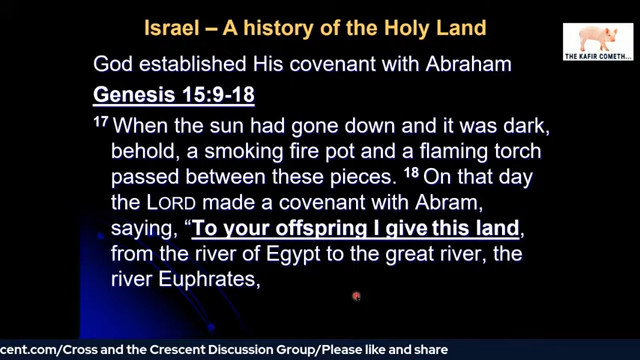 Israel – A history of the Holy Land
THE KAFIR COMETH...
God established His covenant with Abraham
Genesis 15:9-18
17 When the sun had gone down and it was dark,
behold, a smoking fire pot and a flaming torch
passed between these pieces. 18 On that day
the LORD made a covenant with Abram,
saying, “To your offspring I give this land,
from the river of Egypt to the great river, the
river Euphrates,
cent.com/Cross and the Crescent Discussion Group/Please like and share